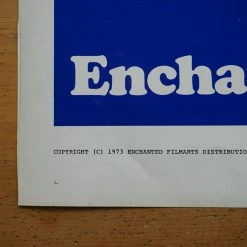 Encha
COPYRIGHT (C) 1973 ENCHANTED FILMARTS DISTRIBUTIO